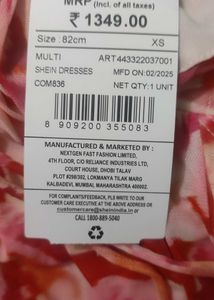 MRP (Incl. of all taxes)
₹ 1349.00
Size : 82cm XS
MULTI ART443322037001
SHEIN DRESSES MFD ON:02/2025
COM636 NET QTY:1 UNIT
8 909200 355083
MANUFACTURED & MARKETED BY :
NEXTGEN FAST FASHION LIMITED,
4TH FLOOR, C/O RELIANCE INDUSTRIES LTD,
COURT HOUSE, DHOBI TALAV
PLOT #298/302, LOKMANYA TILAK MARG
KALBADEVI, MUMBAI MAHARASHTRA 400002.
FOR COMPLAINTS/FEEDBACK, PLS WRITE TO OUR
CUSTOMER CARE EXECUTIVE AT THE ABOVE ADDRESS OR
customercare@sheinindia.in or
CALL 1800-889-5040